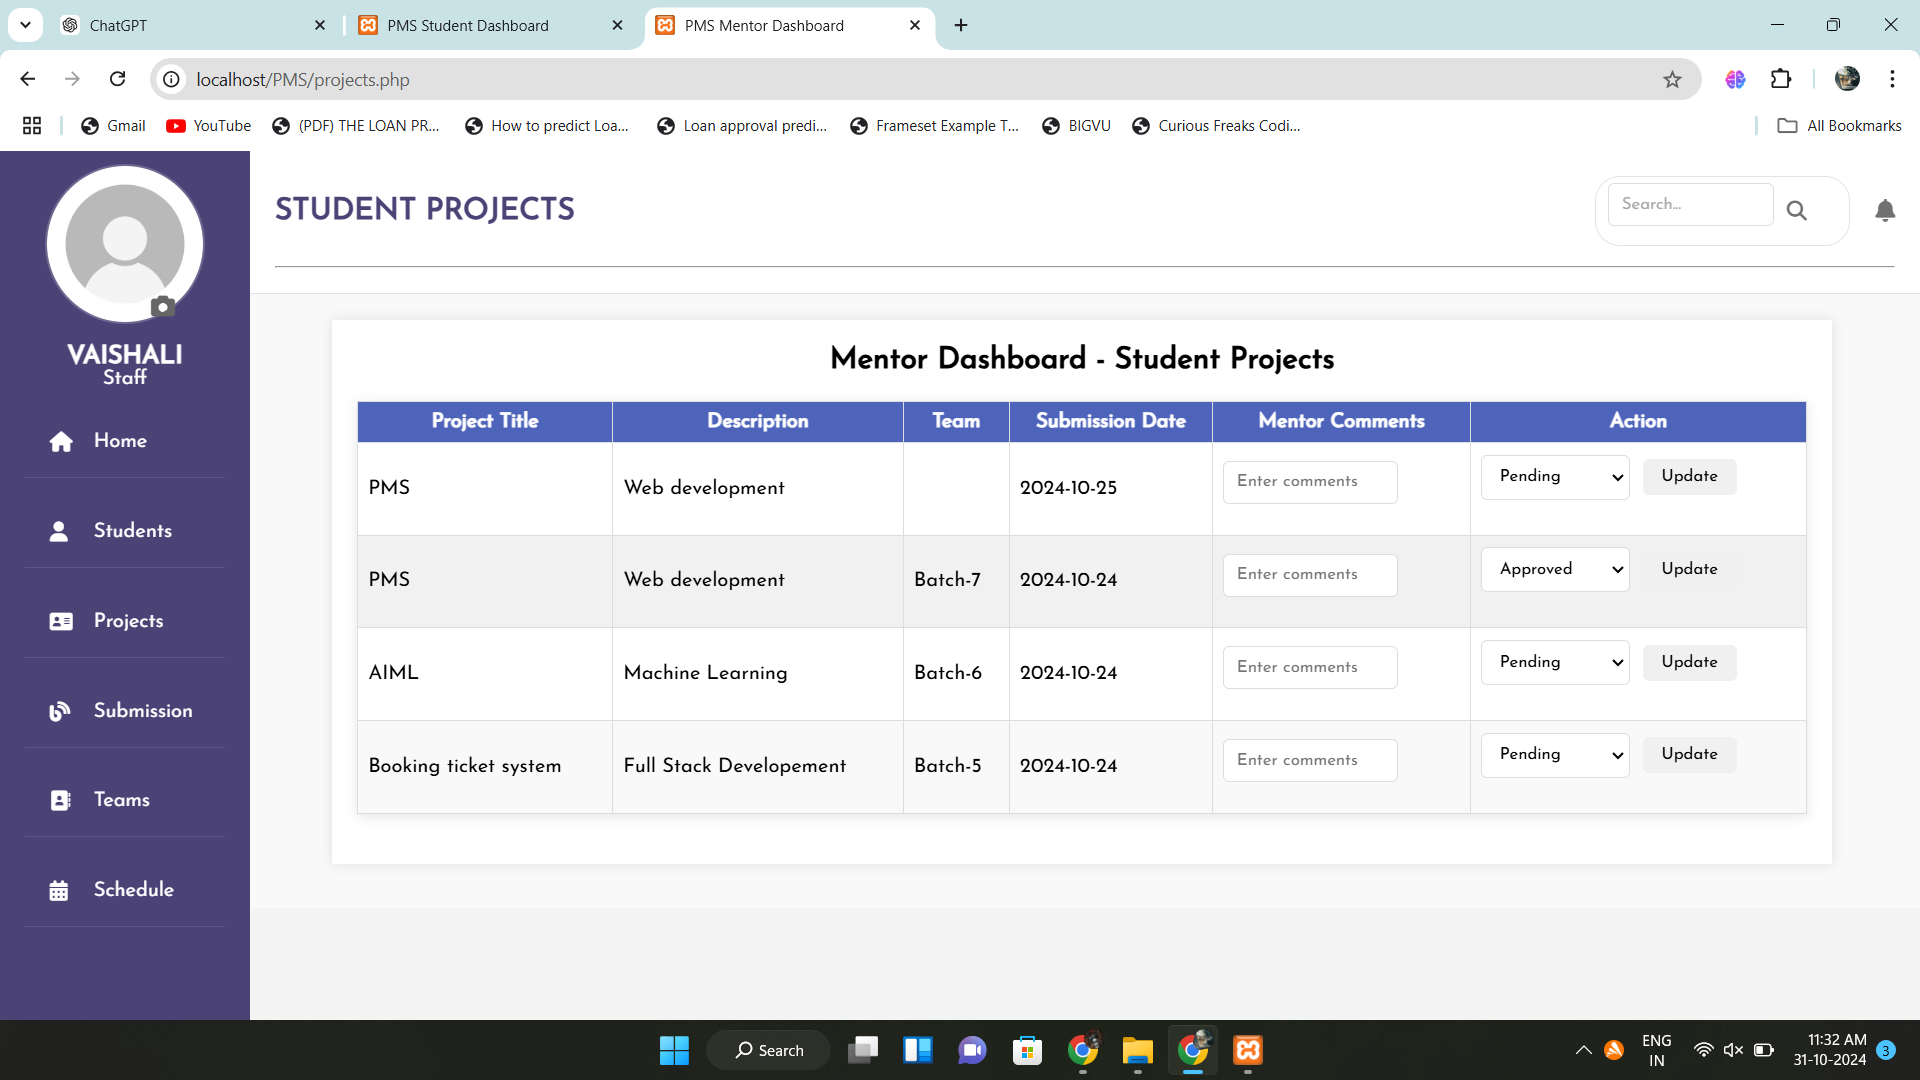 ChatGPT
PMS Student Dashboard
PMS Mentor Dashboard
localhost/PMS/projects.php
Gmail
YouTube
(PDF) THE LOAN PR...
How to predict Loa...
Loan approval predi...
Frameset Example T...
BIGVU
Curious Freaks Codi...
All Bookmarks
VAISHALI
Staff
Home
Students
Projects
Submission
Teams
Schedule
STUDENT PROJECTS
Search...
Mentor Dashboard - Student Projects
Project Title Description Team Submission Date Mentor Comments Action
PMS Web development 2024-10-25 Enter comments Pending Update
PMS Web development Batch-7 2024-10-24 Enter comments Approved Update
AIML Machine Learning Batch-6 2024-10-24 Enter comments Pending Update
Booking ticket system Full Stack Developement Batch-5 2024-10-24 Enter comments Pending Update
Search
ENG
IN
11:32 AM
31-10-2024
3